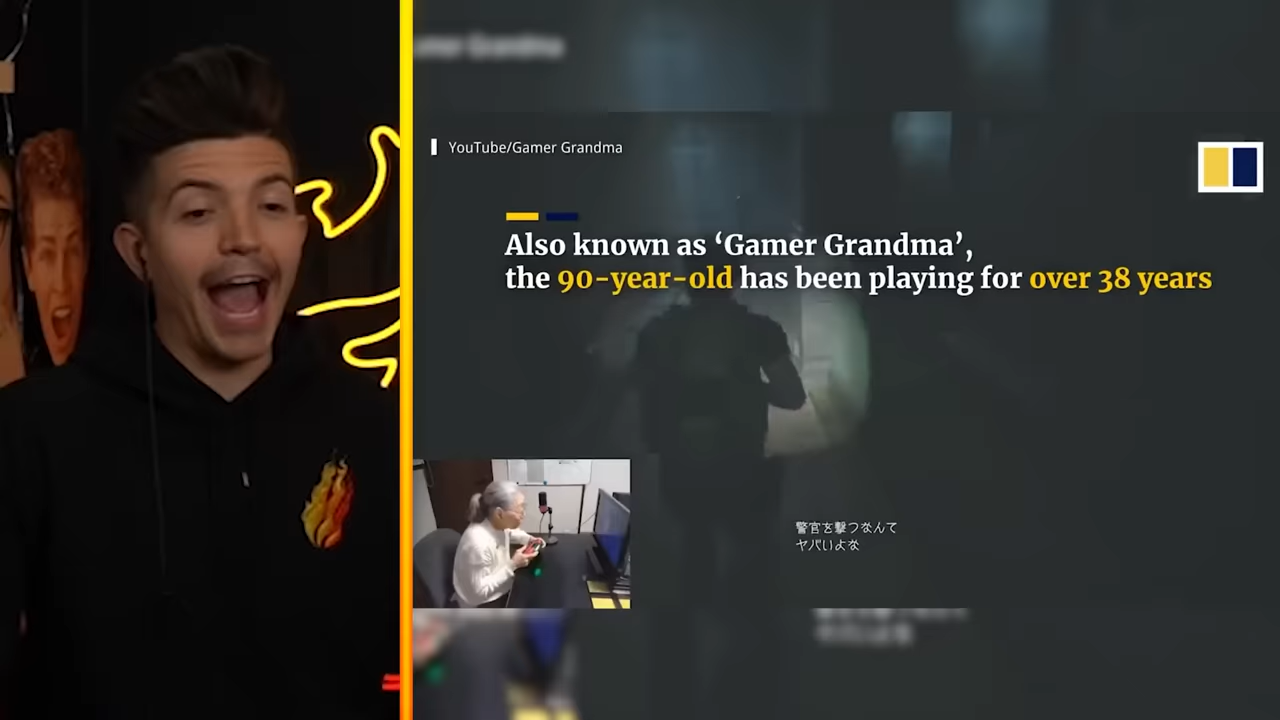 YouTube/Gamer Grandma
Also known as ‘Gamer Grandma’,
the 90-year-old has been playing for over 38 years
警官を撃つなんて
ヤバいよな